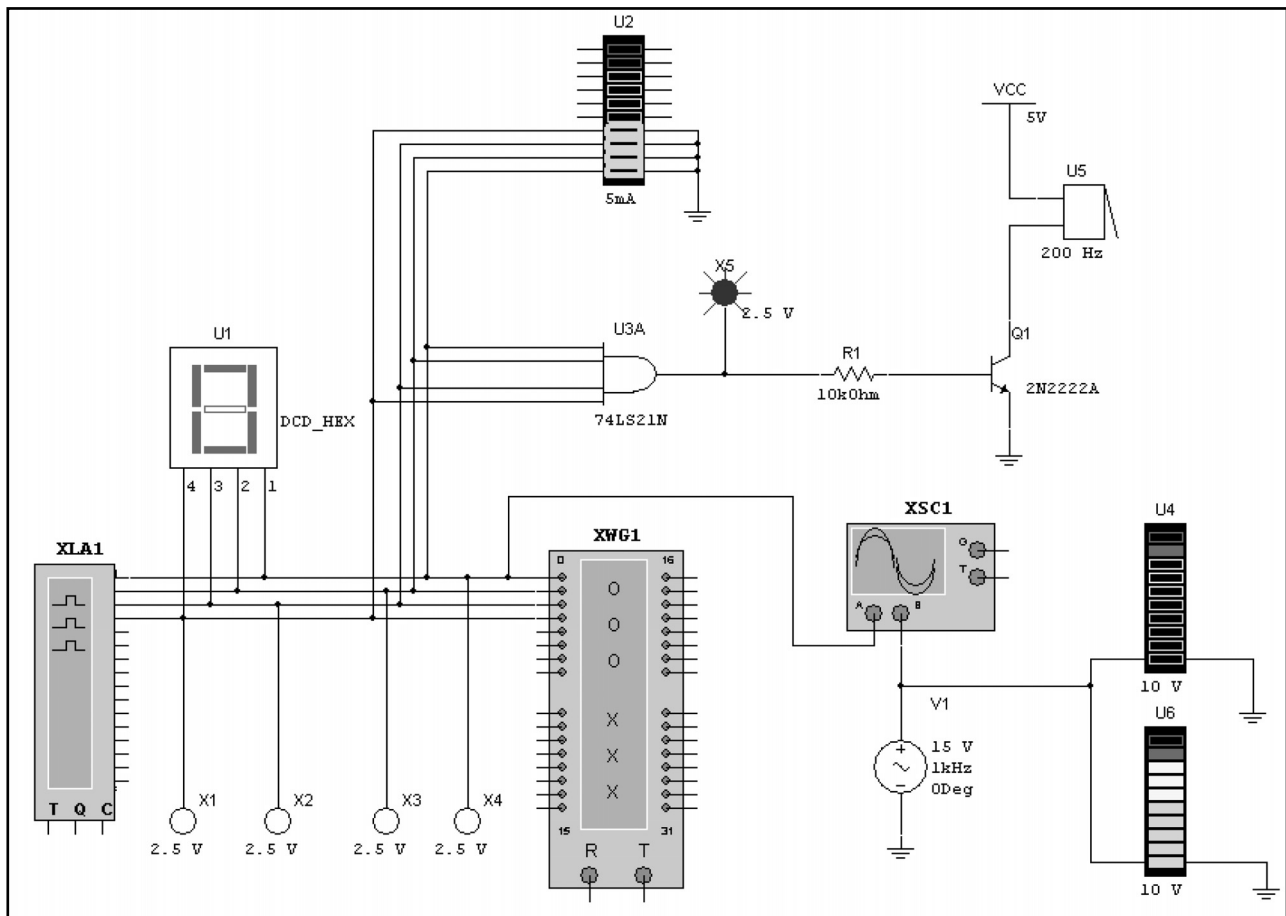 U2
5mA
VCC
5V
U5
200 Hz
X5
2.5 V
U3A
74LS21N
R1
10kOhm
Q1
2N2222A
U1
DCD_HEX
4 3 2 1
XLA1
T Q C
X1
2.5 V
X2
2.5 V
X3
2.5 V
X4
2.5 V
XWG1
0 16
O
O
O
X
X
X
15 31
R T
XSC1
G
T
A B
V1
15 V
1kHz
0Deg
U4
10 V
U6
10 V